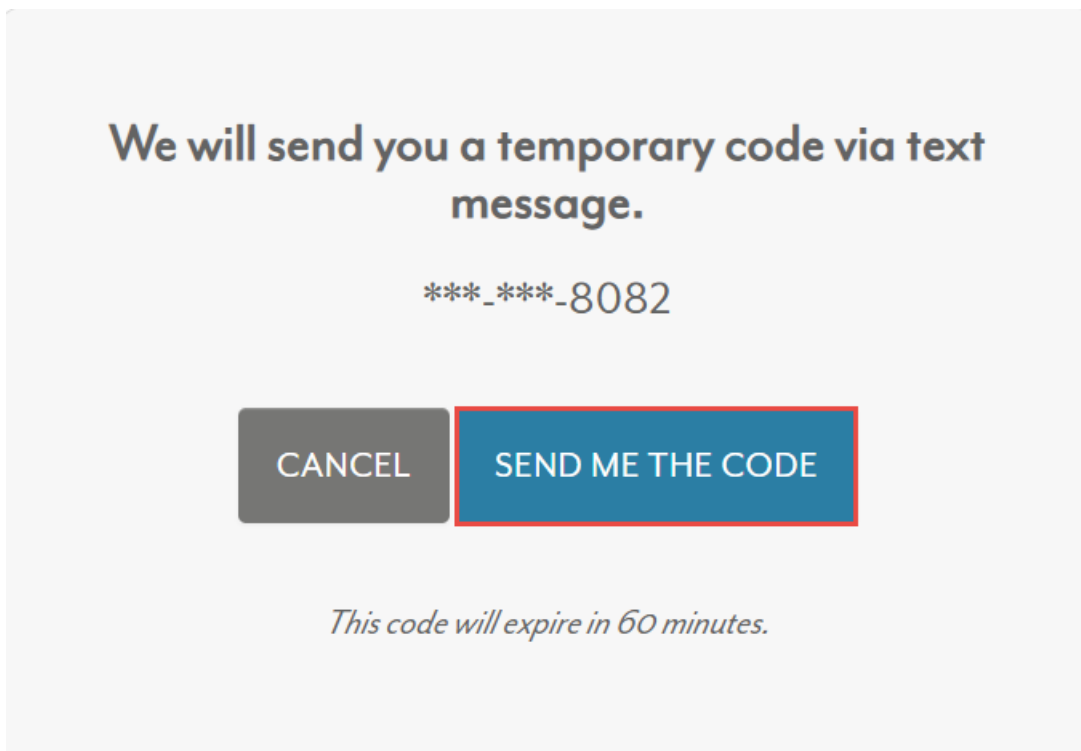 We will send you a temporary code via text
message.
***-***-8082
CANCEL SEND ME THE CODE
This code will expire in 60 minutes.